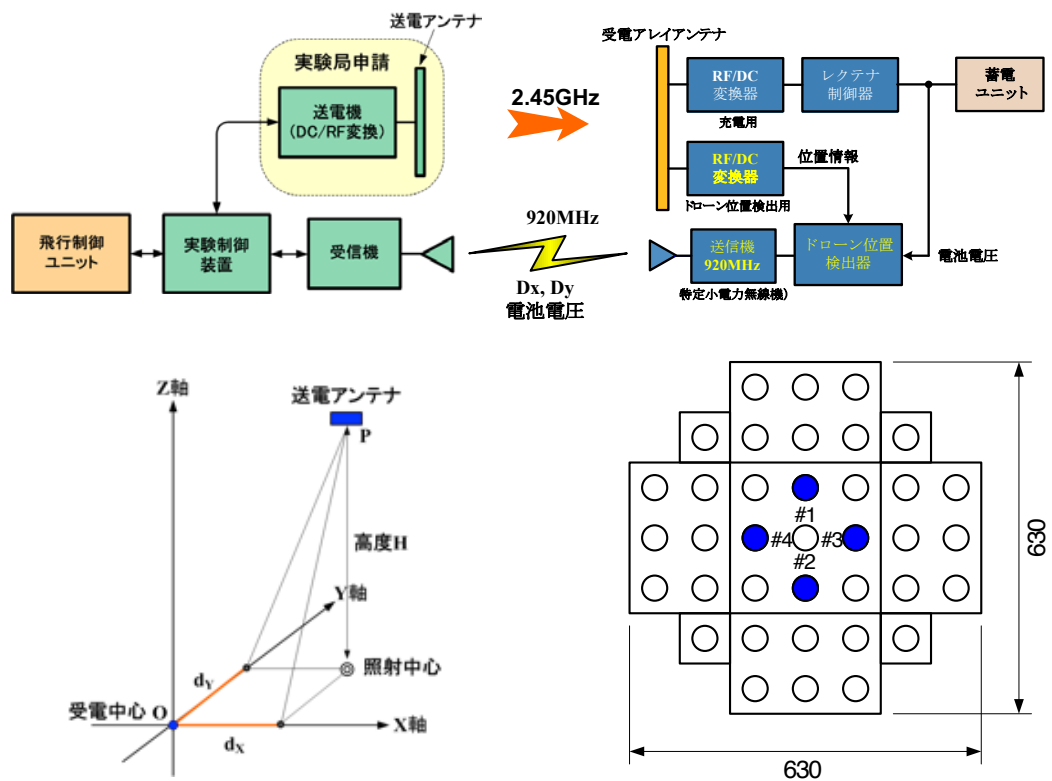 送電アンテナ
実験局申請
送電機
(DC/RF変換)
2.45GHz
受電アレイアンテナ
RF/DC
変換器
充電用
レクテナ
制御器
蓄電
ユニット
RF/DC
変換器
ドローン位置検出用
位置情報
飛行制御
ユニット
実験制御
装置
受信機
920MHz
Dx, Dy
電池電圧
送信機
920MHz
特定小電力無線機)
ドローン位置
検出器
電池電圧
Z軸
送電アンテナ
P
高度H
Y軸
照射中心
dY
受電中心 O
dX
X軸
#1
#4
#3
#2
630
630